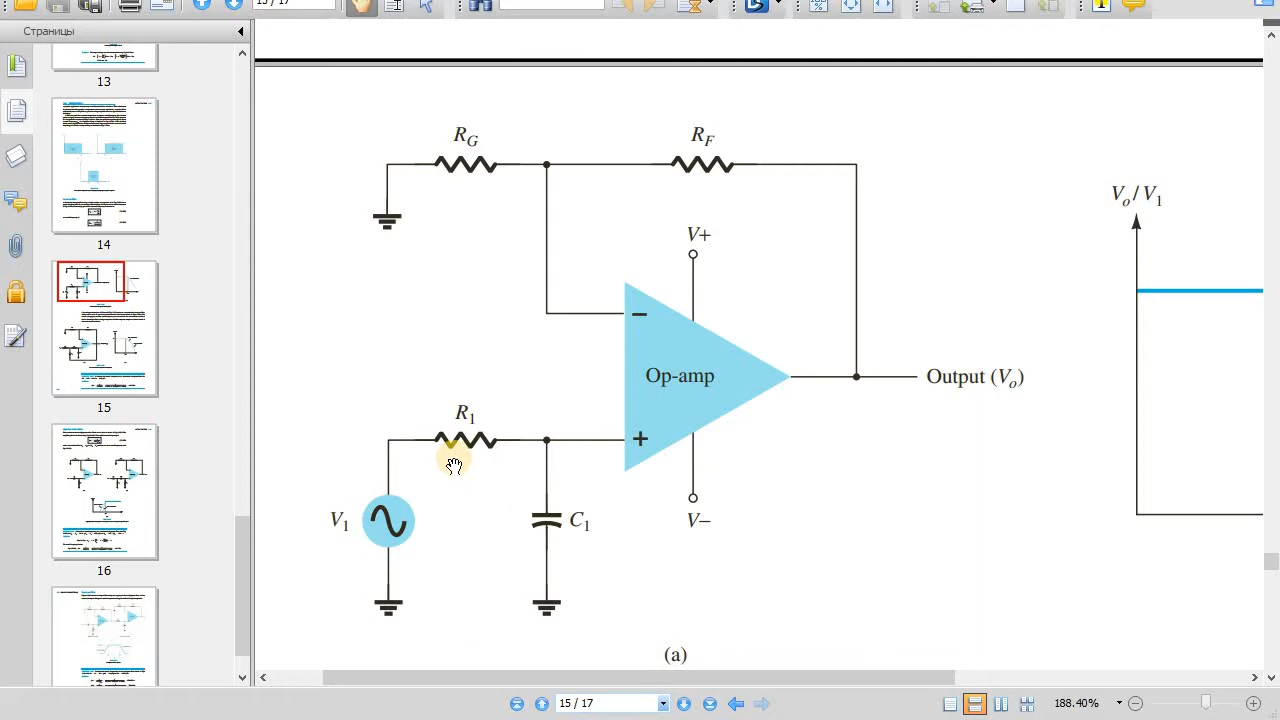 15 / 17
Страницы
13
14
15
16
R_G
R_F
V+
V_o / V_1
−
Op-amp
Output (V_o)
R_1
+
V_1
C_1
V−
(a)
15 / 17
188.40%